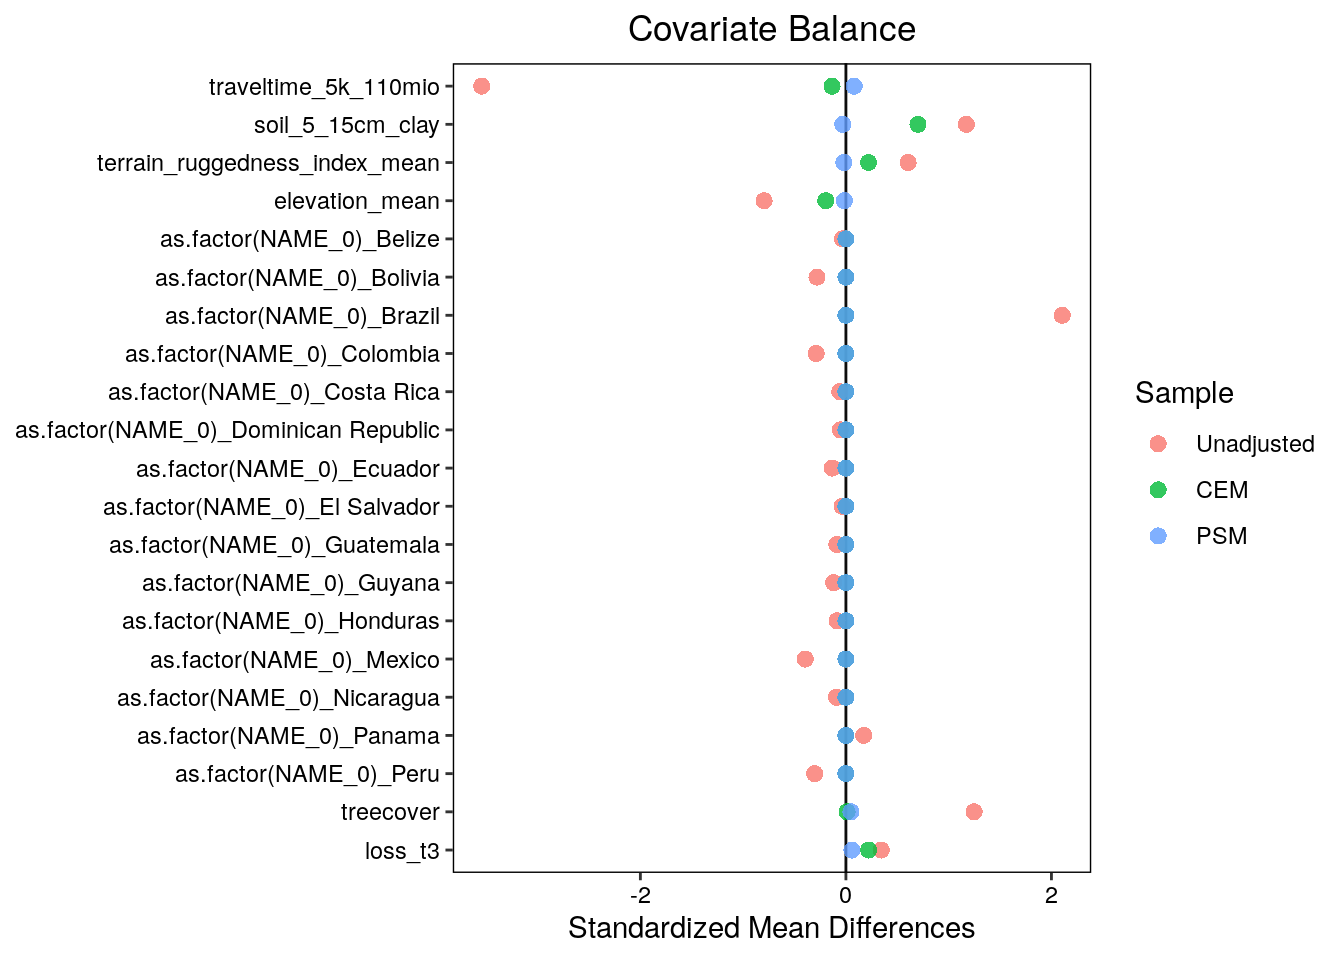 Covariate Balance
traveltime_5k_110mio
soil_5_15cm_clay
terrain_ruggedness_index_mean
elevation_mean
as.factor(NAME_0)_Belize
as.factor(NAME_0)_Bolivia
as.factor(NAME_0)_Brazil
as.factor(NAME_0)_Colombia
as.factor(NAME_0)_Costa Rica
as.factor(NAME_0)_Dominican Republic
as.factor(NAME_0)_Ecuador
as.factor(NAME_0)_El Salvador
as.factor(NAME_0)_Guatemala
as.factor(NAME_0)_Guyana
as.factor(NAME_0)_Honduras
as.factor(NAME_0)_Mexico
as.factor(NAME_0)_Nicaragua
as.factor(NAME_0)_Panama
as.factor(NAME_0)_Peru
treecover
loss_t3
-2 0 2
Standardized Mean Differences
Sample
Unadjusted
CEM
PSM